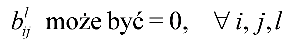 b_{ij}^{l} może być = 0, ∀ i, j, l